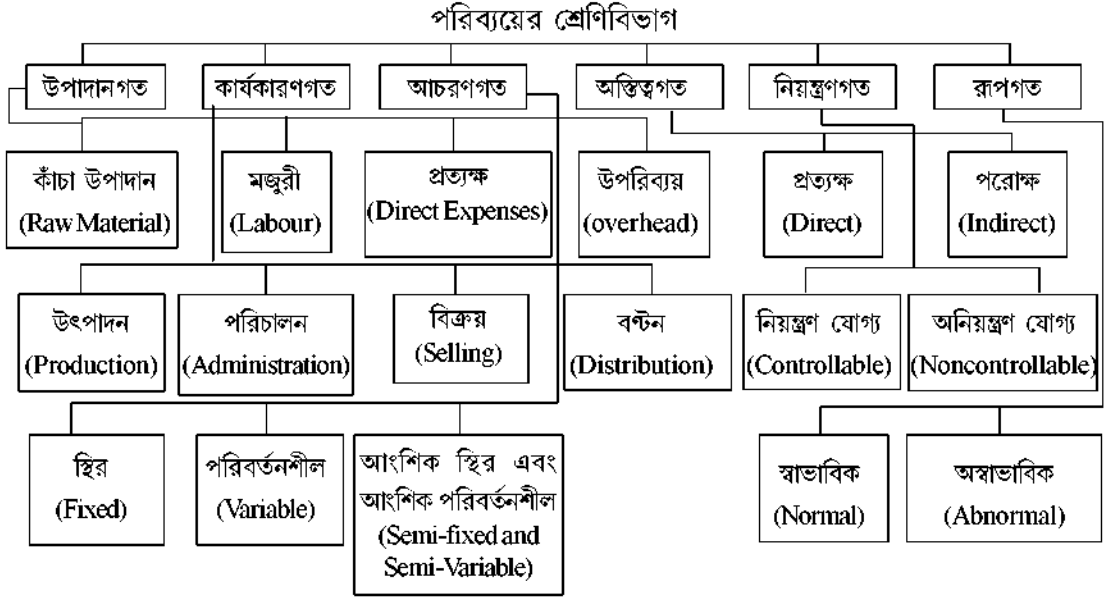 পরিব্যয়ের শ্রেণিবিভাগ
উপাদানগত
কার্যকারণগত
আচরণগত
অস্তিত্বগত
নিয়ন্ত্রণগত
রূপগত
কাঁচা উপাদান
(Raw Material)
মজুরী
(Labour)
প্রত্যক্ষ
(Direct Expenses)
উপরিব্যয়
(overhead)
প্রত্যক্ষ
(Direct)
পরোক্ষ
(Indirect)
উৎপাদন
(Production)
পরিচালন
(Administration)
বিক্রয়
(Selling)
বণ্টন
(Distribution)
নিয়ন্ত্রণ যোগ্য
(Controllable)
অনিয়ন্ত্রণ যোগ্য
(Noncontrollable)
স্থির
(Fixed)
পরিবর্তনশীল
(Variable)
আংশিক স্থির এবং
আংশিক পরিবর্তনশীল
(Semi-fixed and
Semi-Variable)
স্বাভাবিক
(Normal)
অস্বাভাবিক
(Abnormal)